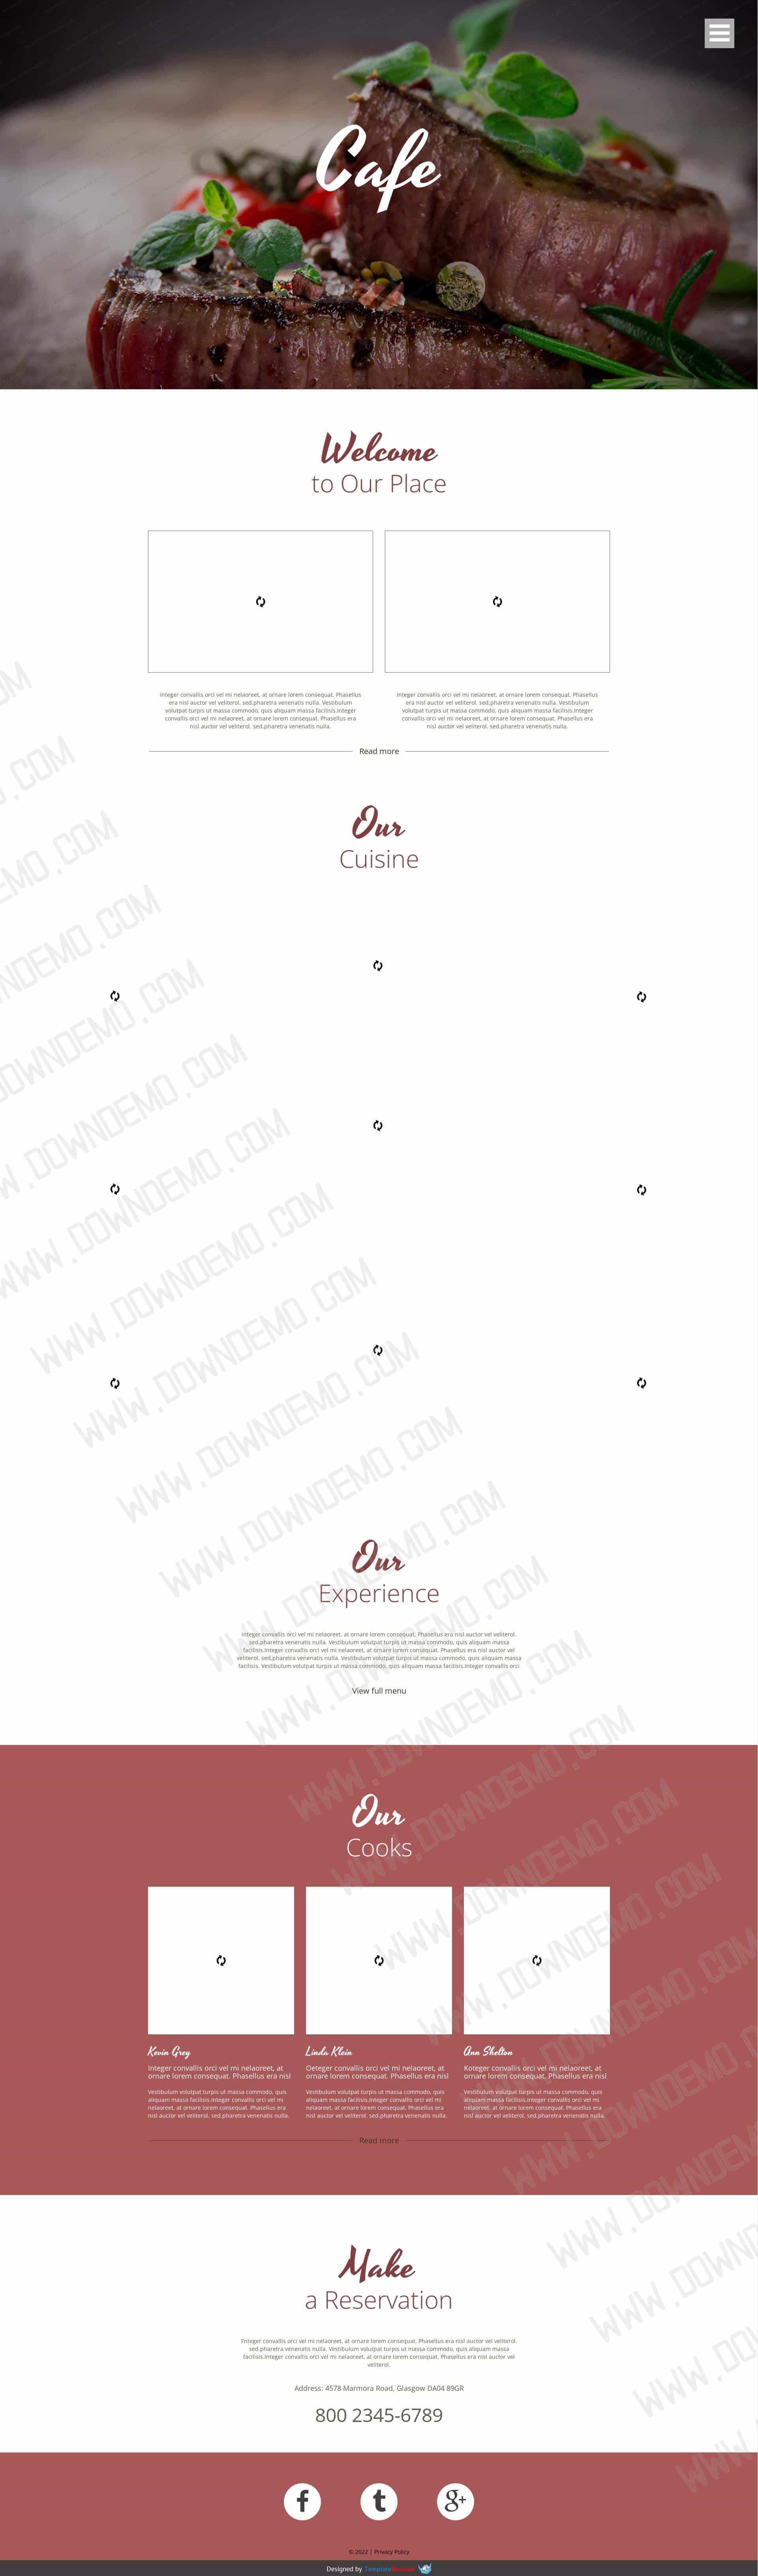 Cafe
Welcome
to Our Place
Integer convallis orci vel mi nelaoreet, at ornare lorem consequat. Phasellus
era nisl auctor vel veliterol. sed,pharetra venenatis nulla. Vestibulum
volutpat turpis ut massa commodo, quis aliquam massa facilisis.Integer
convallis orci vel mi nelaoreet, at ornare lorem consequat. Phasellus era
nisl auctor vel veliterol. sed,pharetra venenatis nulla.
Integer convallis orci vel mi nelaoreet, at ornare lorem consequat. Phasellus
era nisl auctor vel veliterol. sed,pharetra venenatis nulla. Vestibulum
volutpat turpis ut massa commodo, quis aliquam massa facilisis.Integer
convallis orci vel mi nelaoreet, at ornare lorem consequat. Phasellus era
nisl auctor vel veliterol. sed,pharetra venenatis nulla.
Read more
Our
Cuisine
Our
Experience
Integer convallis orci vel mi nelaoreet, at ornare lorem consequat. Phasellus era nisl auctor vel veliterol.
sed,pharetra venenatis nulla. Vestibulum volutpat turpis ut massa commodo, quis aliquam massa
facilisis.Integer convallis orci vel mi nelaoreet, at ornare lorem consequat. Phasellus era nisl auctor vel
veliterol. sed,pharetra venenatis nulla. Vestibulum volutpat turpis ut massa commodo, quis aliquam massa
facilisis. Vestibulum volutpat turpis ut massa commodo, quis aliquam massa facilisis.Integer convallis orci
View full menu
Our
Cooks
Kevin Grey
Integer convallis orci vel mi nelaoreet, at
ornare lorem consequat. Phasellus era nisl
Vestibulum volutpat turpis ut massa commodo, quis
aliquam massa facilisis.Integer convallis orci vel mi
nelaoreet, at ornare lorem consequat. Phasellus era
nisl auctor vel veliterol. sed,pharetra venenatis nulla.
Linda Klein
Oeteger convallis orci vel mi nelaoreet, at
ornare lorem consequat. Phasellus era nisl
Vestibulum volutpat turpis ut massa commodo, quis
aliquam massa facilisis.Integer convallis orci vel mi
nelaoreet, at ornare lorem consequat. Phasellus era
nisl auctor vel veliterol. sed,pharetra venenatis nulla.
Ann Shelton
Koteger convallis orci vel mi nelaoreet, at
ornare lorem consequat. Phasellus era nisl
Vestibulum volutpat turpis ut massa commodo, quis
aliquam massa facilisis.Integer convallis orci vel mi
nelaoreet, at ornare lorem consequat. Phasellus era
nisl auctor vel veliterol. sed,pharetra venenatis nulla.
Read more
Make
a Reservation
Fnteger convallis orci vel mi nelaoreet, at ornare lorem consequat. Phasellus era nisl auctor vel veliterol.
sed,pharetra venenatis nulla. Vestibulum volutpat turpis ut massa commodo, quis aliquam massa
facilisis.Integer convallis orci vel mi nelaoreet, at ornare lorem consequat. Phasellus era nisl auctor vel
veliterol.
Address: 4578 Marmora Road, Glasgow DA04 89GR
800 2345-6789
f t g+
© 2022 | Privacy Policy
Designed by TemplateMonster
WWW.DOWNDEMO.COM